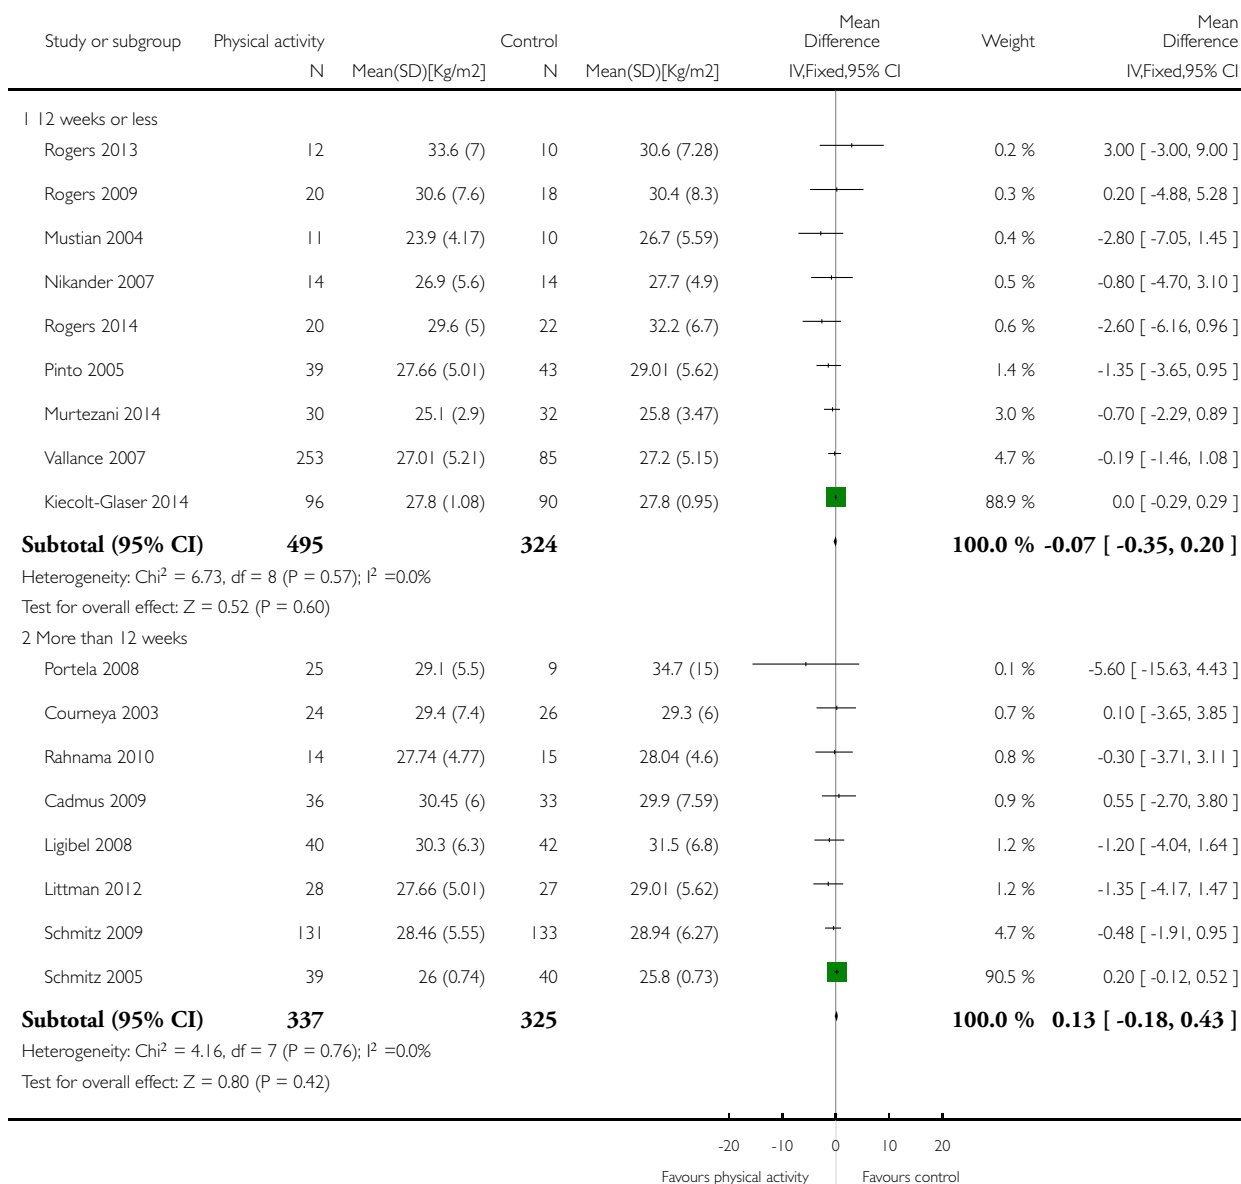 Mean Mean
Study or subgroup Physical activity Control Difference Weight Difference
N Mean(SD)[Kg/m2] N Mean(SD)[Kg/m2] IV,Fixed,95% CI IV,Fixed,95% CI
1 12 weeks or less
Rogers 2013 12 33.6 (7) 10 30.6 (7.28) 0.2 % 3.00 [ -3.00, 9.00 ]
Rogers 2009 20 30.6 (7.6) 18 30.4 (8.3) 0.3 % 0.20 [ -4.88, 5.28 ]
Mustian 2004 11 23.9 (4.17) 10 26.7 (5.59) 0.4 % -2.80 [ -7.05, 1.45 ]
Nikander 2007 14 26.9 (5.6) 14 27.7 (4.9) 0.5 % -0.80 [ -4.70, 3.10 ]
Rogers 2014 20 29.6 (5) 22 32.2 (6.7) 0.6 % -2.60 [ -6.16, 0.96 ]
Pinto 2005 39 27.66 (5.01) 43 29.01 (5.62) 1.4 % -1.35 [ -3.65, 0.95 ]
Murtezani 2014 30 25.1 (2.9) 32 25.8 (3.47) 3.0 % -0.70 [ -2.29, 0.89 ]
Vallance 2007 253 27.01 (5.21) 85 27.2 (5.15) 4.7 % -0.19 [ -1.46, 1.08 ]
Kiecolt-Glaser 2014 96 27.8 (1.08) 90 27.8 (0.95) 88.9 % 0.0 [ -0.29, 0.29 ]
Subtotal (95% CI) 495 324 100.0 % -0.07 [ -0.35, 0.20 ]
Heterogeneity: Chi² = 6.73, df = 8 (P = 0.57); I² =0.0%
Test for overall effect: Z = 0.52 (P = 0.60)
2 More than 12 weeks
Portela 2008 25 29.1 (5.5) 9 34.7 (15) 0.1 % -5.60 [ -15.63, 4.43 ]
Courneya 2003 24 29.4 (7.4) 26 29.3 (6) 0.7 % 0.10 [ -3.65, 3.85 ]
Rahnama 2010 14 27.74 (4.77) 15 28.04 (4.6) 0.8 % -0.30 [ -3.71, 3.11 ]
Cadmus 2009 36 30.45 (6) 33 29.9 (7.59) 0.9 % 0.55 [ -2.70, 3.80 ]
Ligibel 2008 40 30.3 (6.3) 42 31.5 (6.8) 1.2 % -1.20 [ -4.04, 1.64 ]
Littman 2012 28 27.66 (5.01) 27 29.01 (5.62) 1.2 % -1.35 [ -4.17, 1.47 ]
Schmitz 2009 131 28.46 (5.55) 133 28.94 (6.27) 4.7 % -0.48 [ -1.91, 0.95 ]
Schmitz 2005 39 26 (0.74) 40 25.8 (0.73) 90.5 % 0.20 [ -0.12, 0.52 ]
Subtotal (95% CI) 337 325 100.0 % 0.13 [ -0.18, 0.43 ]
Heterogeneity: Chi² = 4.16, df = 7 (P = 0.76); I² =0.0%
Test for overall effect: Z = 0.80 (P = 0.42)
-20 -10 0 10 20
Favours physical activity Favours control